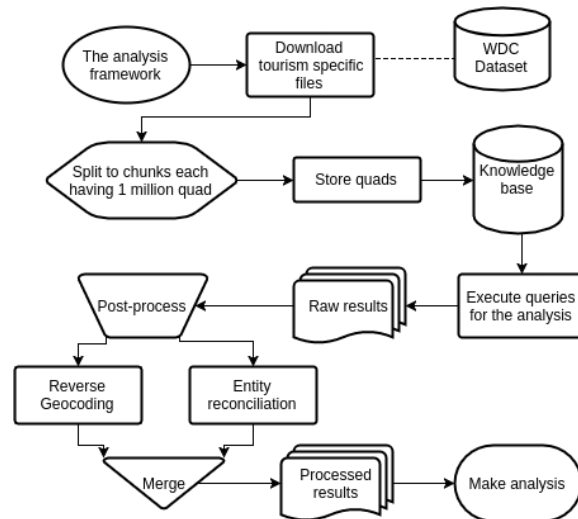 The analysis
framework
Download
tourism specific
files
WDC
Dataset
Split to chunks each
having 1 million quad
Store quads
Knowledge
base
Post-process
Raw results
Execute queries
for the analysis
Reverse
Geocoding
Entity
reconciliation
Merge
Processed
results
Make analysis